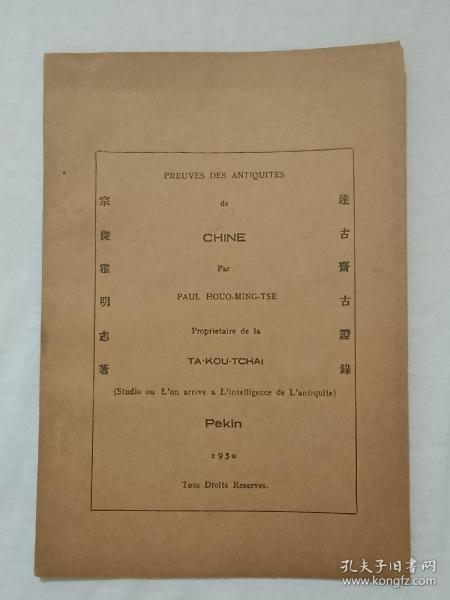 PREUVES DES ANTIQUITES
de
CHINE
Par
PAUL HOUO-MING-TSE
Proprietaire de la
TA-KOU-TCHAI
(Studio ou L'on arrive a L'intelligence de L'antiquite)
Pekin
1930
Tous Droits Reserves.
達古齋古證錄
宗傑霍明志著
孔夫子旧书网
www.kongfz.com